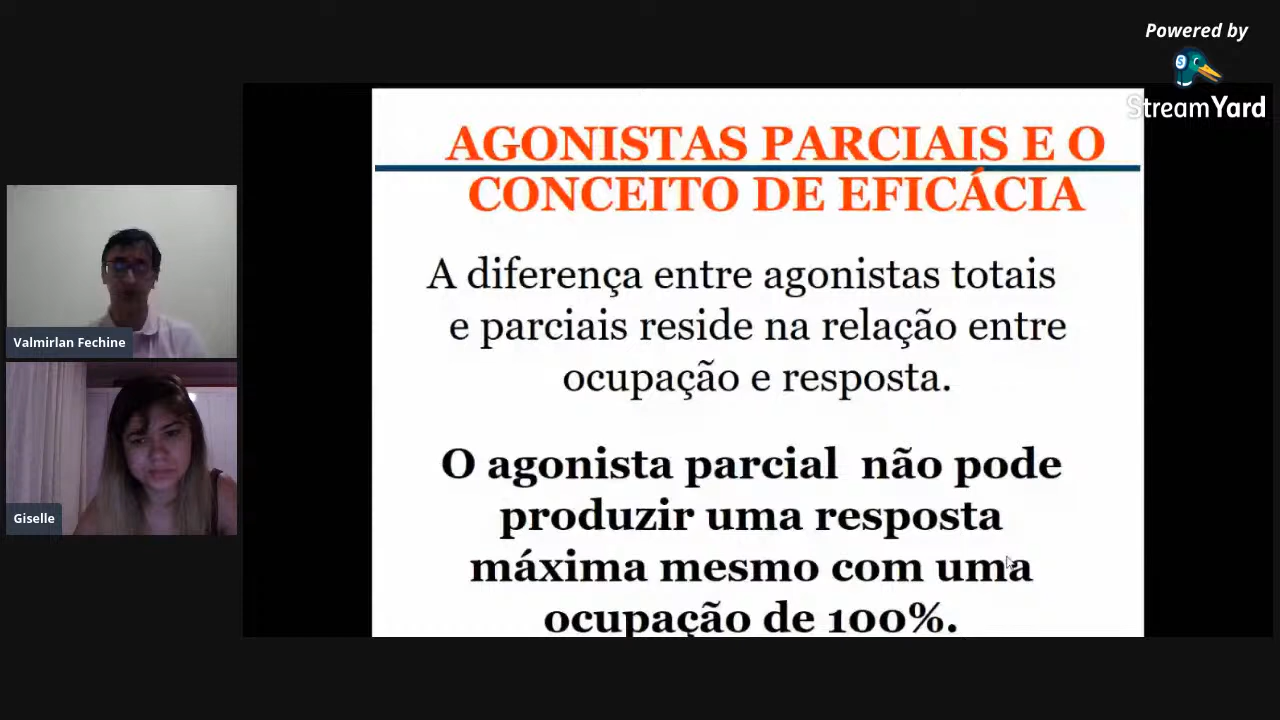 Powered by
StreamYard
AGONISTAS PARCIAIS E O
CONCEITO DE EFICÁCIA
A diferença entre agonistas totais
e parciais reside na relação entre
ocupação e resposta.
O agonista parcial não pode
produzir uma resposta
máxima mesmo com uma
ocupação de 100%.
Valmirlan Fechine
Giselle